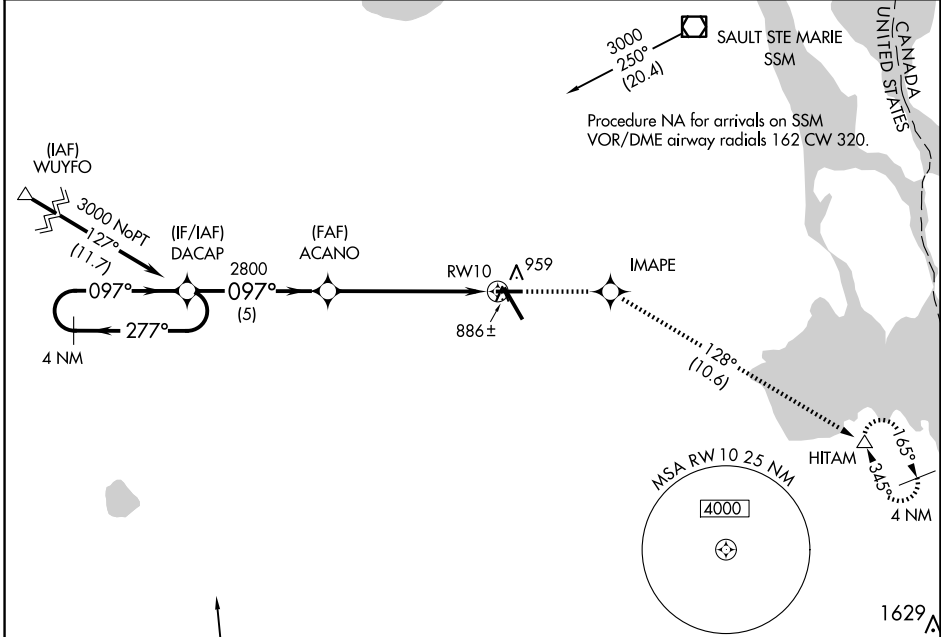 3000
250°
(20.4)
SAULT STE MARIE
SSM
CANADA
UNITED STATES
Procedure NA for arrivals on SSM
VOR/DME airway radials 162 CW 320.
(IAF)
WUYFO
3000 NoPT
127°
(11.7)
(IF/IAF)
DACAP
2800
097°
(5)
(FAF)
ACANO
RW10
959
IMAPE
097°
277°
4 NM
886±
128°
(10.6)
HITAM
165°
345°
4 NM
MSA RW 10 25 NM
4000
1629